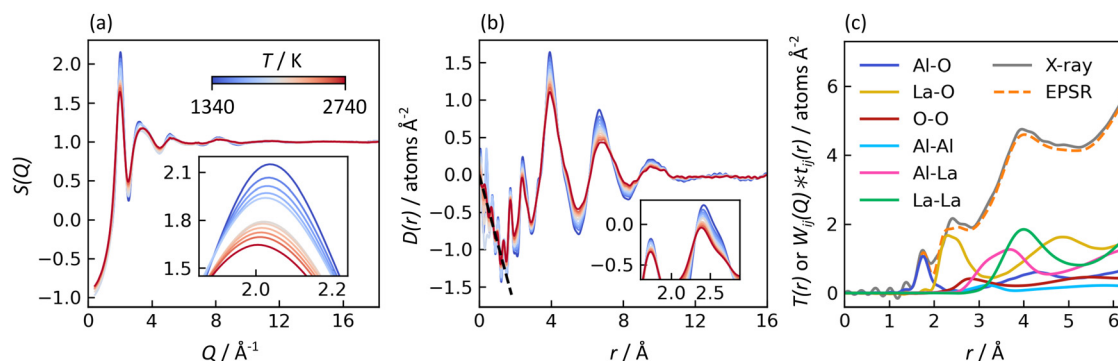 (a)
S(Q)
2.0
1.5
1.0
0.5
0.0
−0.5
−1.0
T / K
1340
2740
2.1
1.8
1.5
2.0
2.2
0
4
8
12
16
Q / Å⁻¹
(b)
D(r) / atoms Å⁻²
1.5
1.0
0.5
0.0
−0.5
−1.0
−1.5
0.0
−0.5
2.0
2.5
0
4
8
12
16
r / Å
(c)
T(r) or Wᵢⱼ(Q)∗tᵢⱼ(r) / atoms Å⁻²
6
4
2
0
Al-O
La-O
O-O
Al-Al
Al-La
La-La
X-ray
EPSR
0
1
2
3
4
5
6
r / Å